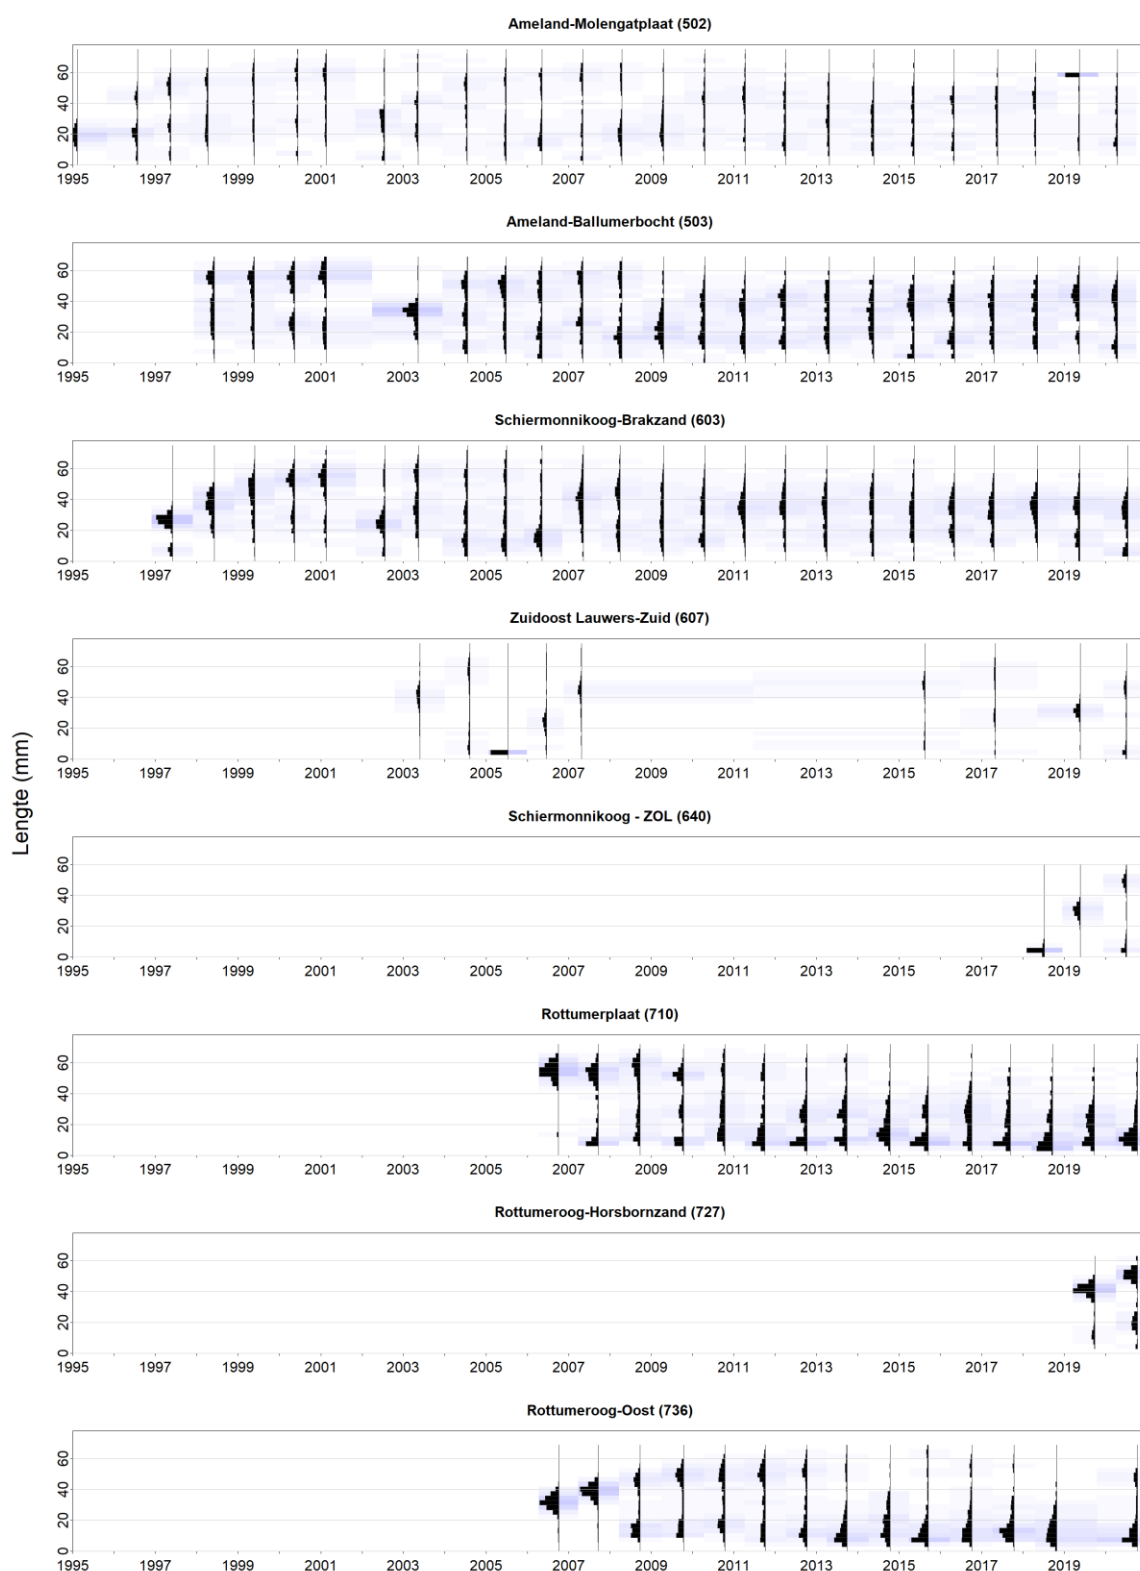 Ameland-Molengatplaat (502)
0 20 40 60
1995 1997 1999 2001 2003 2005 2007 2009 2011 2013 2015 2017 2019
Ameland-Ballumerbocht (503)
0 20 40 60
1995 1997 1999 2001 2003 2005 2007 2009 2011 2013 2015 2017 2019
Schiermonnikoog-Brakzand (603)
0 20 40 60
1995 1997 1999 2001 2003 2005 2007 2009 2011 2013 2015 2017 2019
Zuidoost Lauwers-Zuid (607)
0 20 40 60
1995 1997 1999 2001 2003 2005 2007 2009 2011 2013 2015 2017 2019
Lengte (mm)
Schiermonnikoog - ZOL (640)
0 20 40 60
1995 1997 1999 2001 2003 2005 2007 2009 2011 2013 2015 2017 2019
Rottumerplaat (710)
0 20 40 60
1995 1997 1999 2001 2003 2005 2007 2009 2011 2013 2015 2017 2019
Rottumeroog-Horsbornzand (727)
0 20 40 60
1995 1997 1999 2001 2003 2005 2007 2009 2011 2013 2015 2017 2019
Rottumeroog-Oost (736)
0 20 40 60
1995 1997 1999 2001 2003 2005 2007 2009 2011 2013 2015 2017 2019